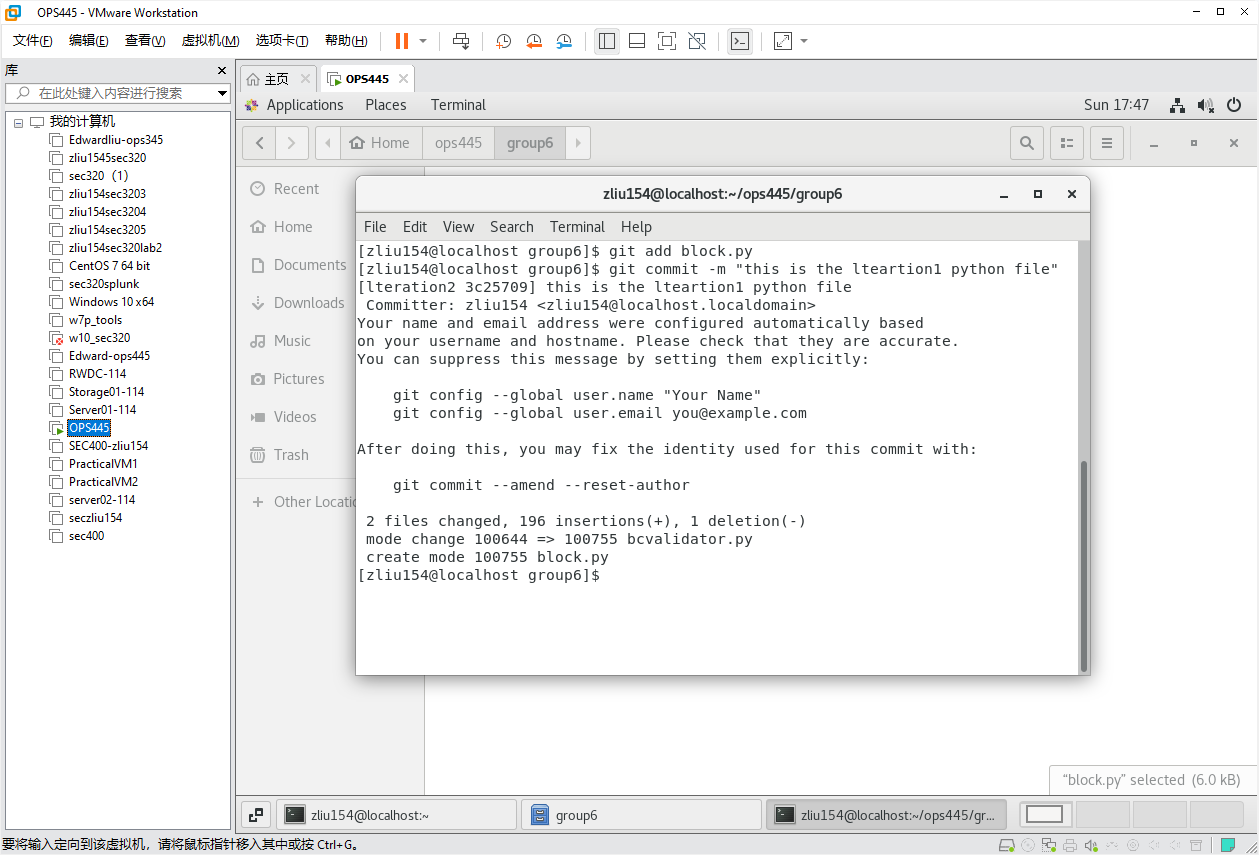 OPS445 - VMware Workstation
文件(F) 编辑(E) 查看(V) 虚拟机(M) 选项卡(T) 帮助(H)
库
在此处键入内容进行搜索
我的计算机
Edwardliu-ops345
zliu1545sec320
sec320（1）
zliu154sec3203
zliu154sec3204
zliu154sec3205
zliu154sec320lab2
CentOS 7 64 bit
sec320splunk
Windows 10 x64
w7p_tools
w10_sec320
Edward-ops445
RWDC-114
Storage01-114
Server01-114
OPS445
SEC400-zliu154
PracticalVM1
PracticalVM2
server02-114
seczliu154
sec400
主页 OPS445
Applications Places Terminal Sun 17:47
Home ops445 group6
Recent
Home
Documents
Downloads
Music
Pictures
Videos
Trash
Other Locatio
zliu154@localhost:~/ops445/group6
File Edit View Search Terminal Help
[zliu154@localhost group6]$ git add block.py
[zliu154@localhost group6]$ git commit -m "this is the lteartion1 python file"
[lteration2 3c25709] this is the lteartion1 python file
Committer: zliu154 <zliu154@localhost.localdomain>
Your name and email address were configured automatically based
on your username and hostname. Please check that they are accurate.
You can suppress this message by setting them explicitly:
git config --global user.name "Your Name"
git config --global user.email you@example.com
After doing this, you may fix the identity used for this commit with:
git commit --amend --reset-author
2 files changed, 196 insertions(+), 1 deletion(-)
mode change 100644 => 100755 bcvalidator.py
create mode 100755 block.py
[zliu154@localhost group6]$
“block.py” selected (6.0 kB)
zliu154@localhost:~ group6 zliu154@localhost:~/ops445/gr...
要将输入定向到该虚拟机，请将鼠标指针移入其中或按 Ctrl+G。